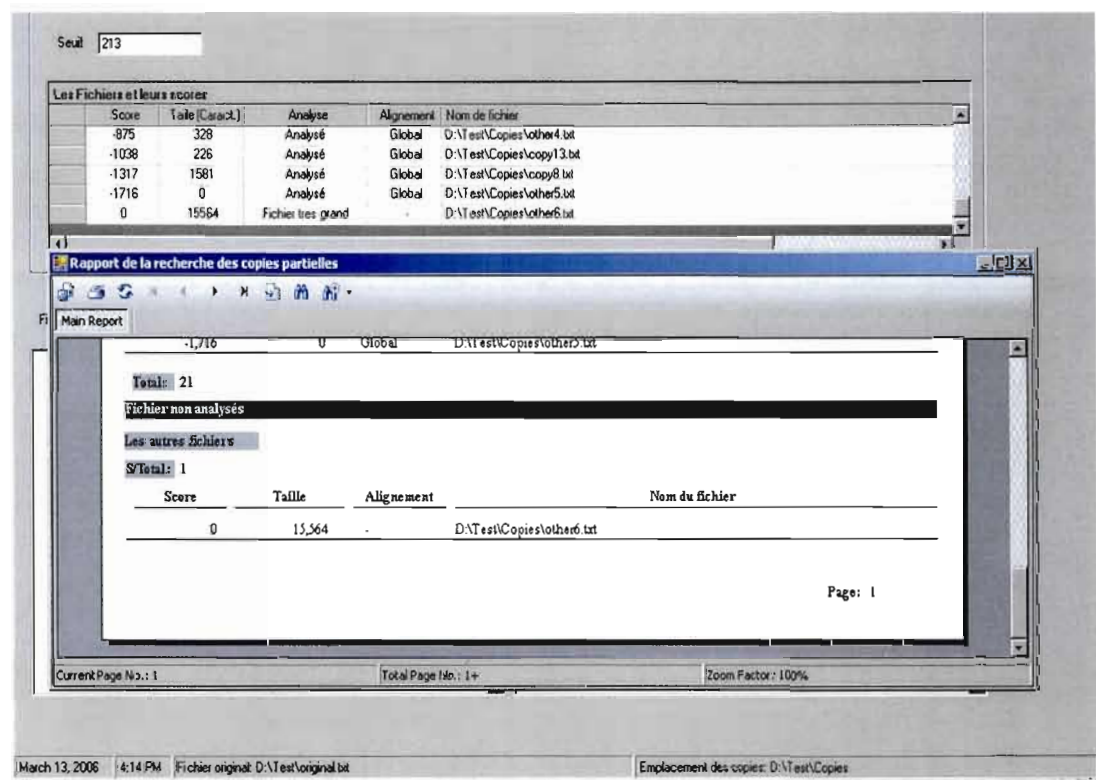 Seuil 213
Les Fichiers et leurs scores
Score Taille (Caract.) Analyse Alignement Nom de fichier
-875 328 Analysé Global D:\Test\Copies\other4.txt
-1038 226 Analysé Global D:\Test\Copies\copy13.txt
-1317 1581 Analysé Global D:\Test\Copies\copy8.txt
-1716 0 Analysé Global D:\Test\Copies\other5.txt
0 15564 Fichier tres grand - D:\Test\Copies\other6.txt
Rapport de la recherche des copies partielles
Main Report
-1,716 0 Global D:\Test\Copies\other5.txt
Total: 21
Fichier non analysés
Les autres fichiers
S/Total: 1
Score Taille Alignement Nom du fichier
0 15,564 - D:\Test\Copies\other6.txt
Page: 1
Current Page No.: 1 Total Page No.: 1+ Zoom Factor: 100%
March 13, 2006 4:14 PM Fichier original: D:\Test\original.txt Emplacement des copies: D:\Test\Copies